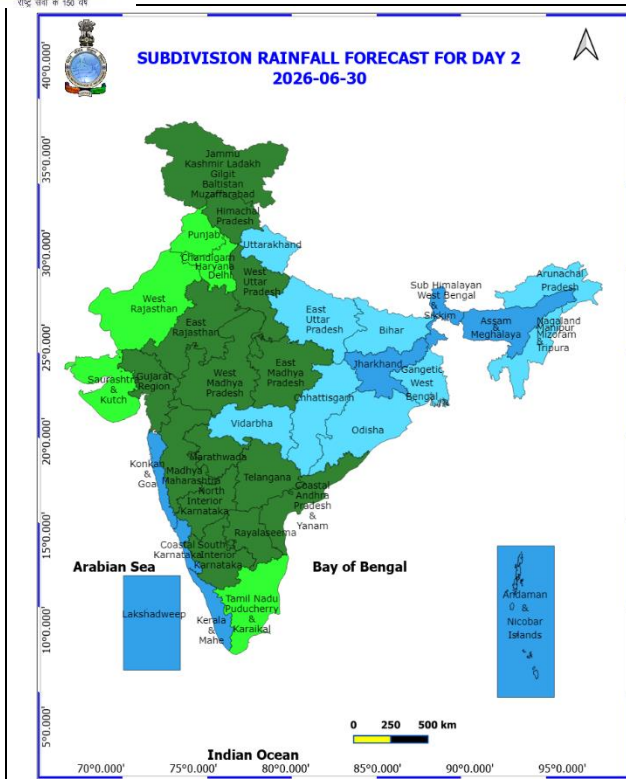 राष्ट्र सेवा के 150 वर्ष
SUBDIVISION RAINFALL FORECAST FOR DAY 2
2026-06-30
40°0.000'
35°0.000'
30°0.000'
25°0.000'
20°0.000'
15°0.000'
10°0.000'
5°0.000'
Jammu
Kashmir Ladakh
Gilgit
Baltistan
Muzaffarabad
Himachal
Pradesh
Punjab
Uttarakhand
Chandigarh
Haryana
Delhi
West
Uttar
Pradesh
West
Rajasthan
East
Rajasthan
East
Uttar
Pradesh
Bihar
Sub Himalayan
West Bengal
&
Sikkim
Arunachal
Pradesh
Assam
&
Meghalaya
Nagaland
Manipur
Mizoram
&
Tripura
Saurashtra
&
Kutch
Gujarat
Region
West
Madhya
Pradesh
East
Madhya
Pradesh
Jharkhand
Gangetic
West
Bengal
Chhattisgarh
Odisha
Vidarbha
Konkan
&
Goa
Madhya
Maharashtra
Marathwada
Telangana
North
Interior
Karnataka
Coastal
Andhra
Pradesh
&
Yanam
Rayalaseema
Coastal
Karnataka
South
Interior
Karnataka
Arabian Sea
Bay of Bengal
Lakshadweep
Kerala
&
Mahe
Tamil Nadu
Puducherry
&
Karaikal
Andaman
&
Nicobar
Islands
0 250 500 km
Indian Ocean
70°0.000' 75°0.000' 80°0.000' 85°0.000' 90°0.000' 95°0.000'